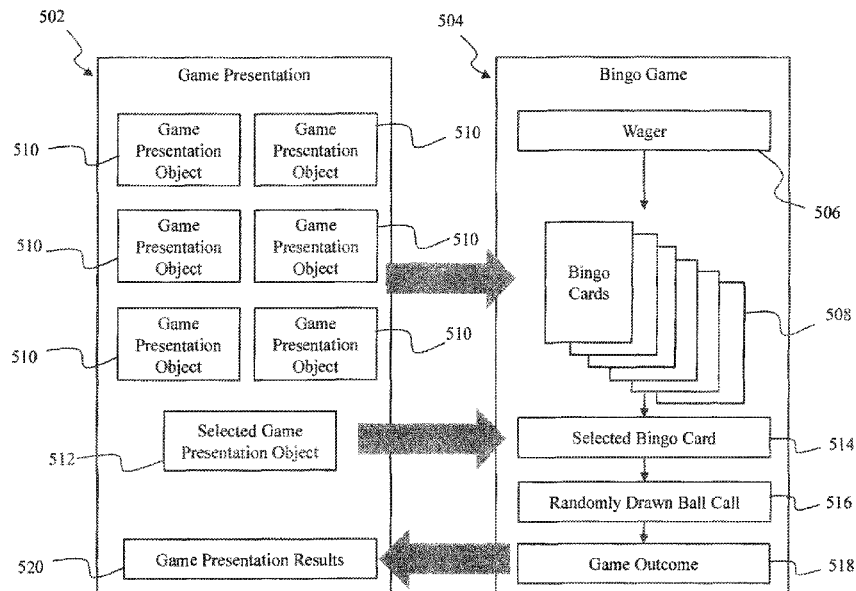 502
504
Game Presentation
Game
Presentation
Object
510
Game
Presentation
Object
510
Game
Presentation
Object
510
Game
Presentation
Object
510
Game
Presentation
Object
510
Game
Presentation
Object
510
Selected Game
Presentation Object
512
Game Presentation Results
520
Bingo Game
Wager
506
Bingo
Cards
508
Selected Bingo Card
514
Randomly Drawn Ball Call
516
Game Outcome
518